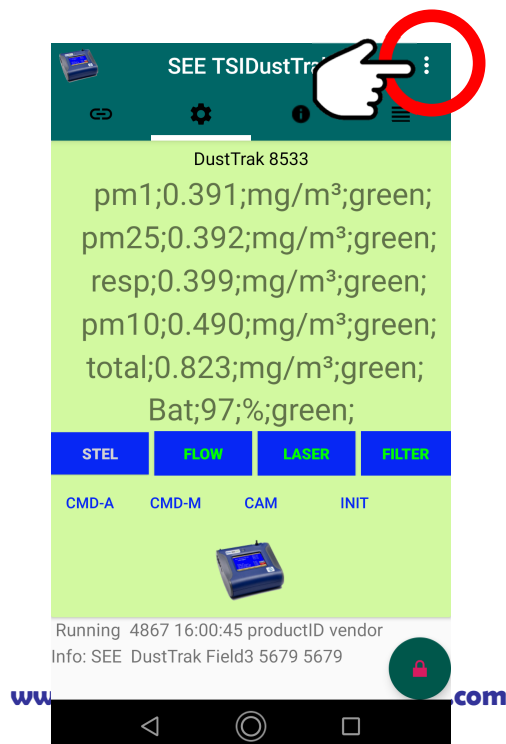 SEE TSIDustTra
DustTrak 8533
pm1;0.391;mg/m³;green;
pm25;0.392;mg/m³;green;
resp;0.399;mg/m³;green;
pm10;0.490;mg/m³;green;
total;0.823;mg/m³;green;
Bat;97;%;green;
STEL FLOW LASER FILTER
CMD-A CMD-M CAM INIT
Running 4867 16:00:45 productID vendor
Info: SEE DustTrak Field3 5679 5679
ww .com